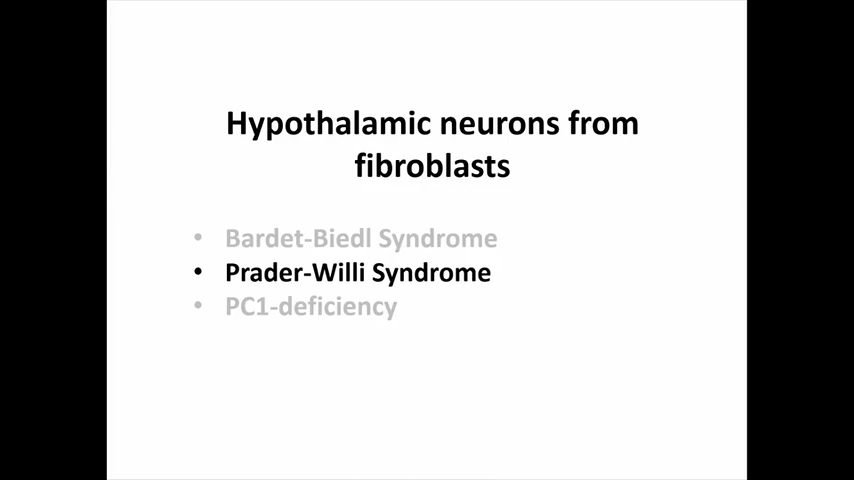 Hypothalamic neurons from
fibroblasts
• Bardet-Biedl Syndrome
• Prader-Willi Syndrome
• PC1-deficiency